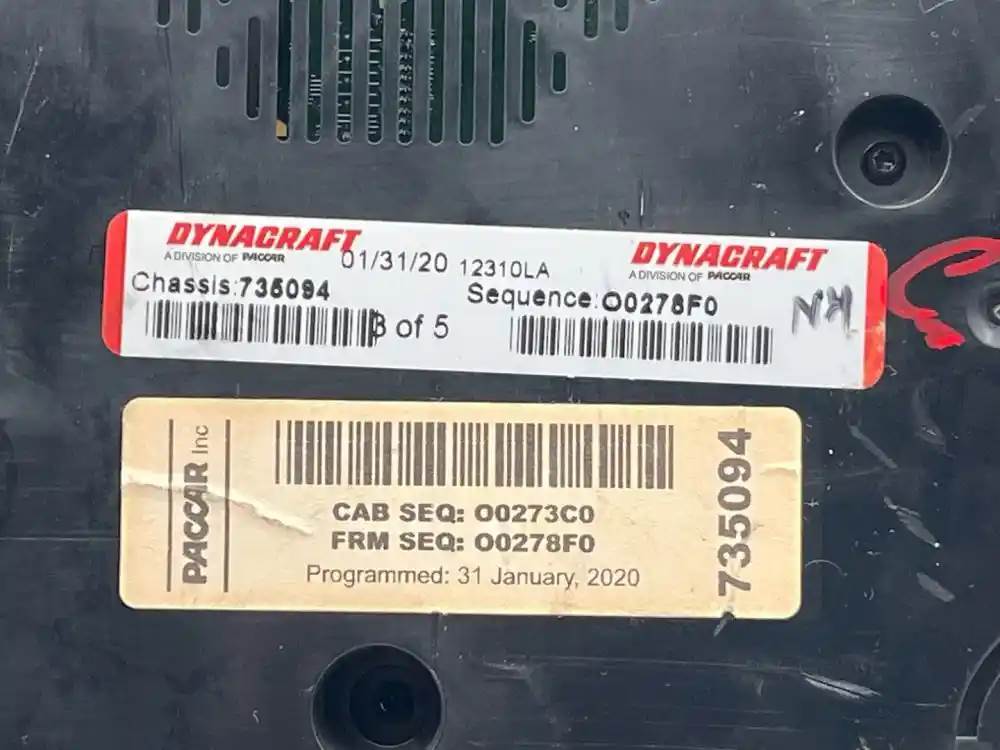 DYNACRAFT
A DIVISION OF PACCAR
01/31/20 12310LA
DYNACRAFT
A DIVISION OF PACCAR
Chassis:735094
Sequence:O0278F0
3 of 5
NH
PACCAR Inc
CAB SEQ: O0273C0
FRM SEQ: O0278F0
Programmed: 31 January, 2020
735094